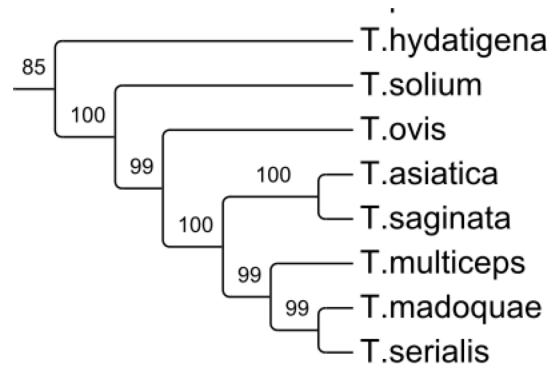 T.hydatigena
85
T.solium
100
T.ovis
99
T.asiatica
100
T.saginata
100
T.multiceps
99
T.madoquae
99
T.serialis